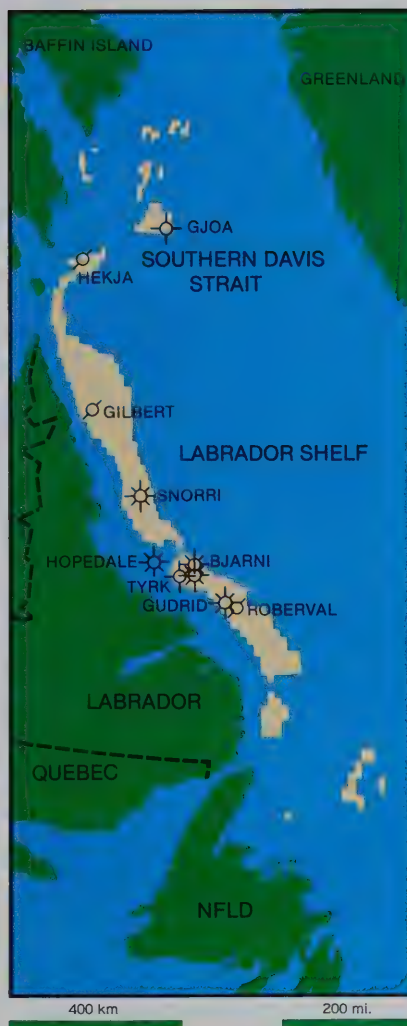 BAFFIN ISLAND
GREENLAND
GJOA
HEKJA
SOUTHERN DAVIS
STRAIT
GILBERT
LABRADOR SHELF
SNORRI
HOPEDALE
BJARNI
TYRK
GUDRID
ROBERVAL
LABRADOR
QUEBEC
NFLD
400 km
200 mi.